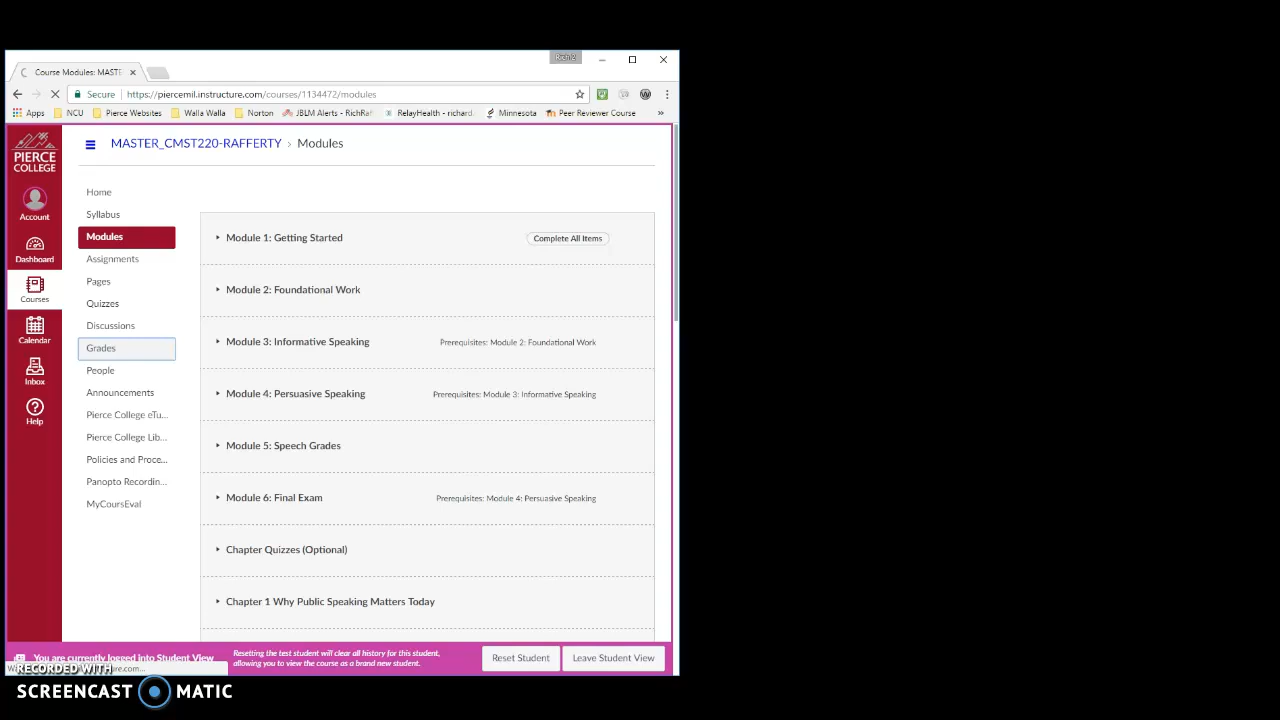 Richiz
Course Modules: MASTE
Secure
https://piercemil.instructure.com/courses/1134472/modules
Apps
NCU
Pierce Websites
Walla Walla
Norton
JBLM Alerts - RichRaf
RelayHealth - richard.
Minnesota
Peer Reviewer Course
»
PIERCE
COLLEGE
Account
Dashboard
Courses
Calendar
Inbox
Help
MASTER_CMST220-RAFFERTY › Modules
Home
Syllabus
Modules
Assignments
Pages
Quizzes
Discussions
Grades
People
Announcements
Pierce College eTu...
Pierce College Lib...
Policies and Proce...
Panopto Recordin...
MyCoursEval
Module 1: Getting Started
Complete All Items
Module 2: Foundational Work
Module 3: Informative Speaking
Prerequisites: Module 2: Foundational Work
Module 4: Persuasive Speaking
Prerequisites: Module 3: Informative Speaking
Module 5: Speech Grades
Module 6: Final Exam
Prerequisites: Module 4: Persuasive Speaking
Chapter Quizzes (Optional)
Chapter 1 Why Public Speaking Matters Today
You are currently logged into Student View
Resetting the test student will clear all history for this student,
allowing you to view the course as a brand new student.
Reset Student
Leave Student View
RECORDED WITH
SCREENCAST MATIC